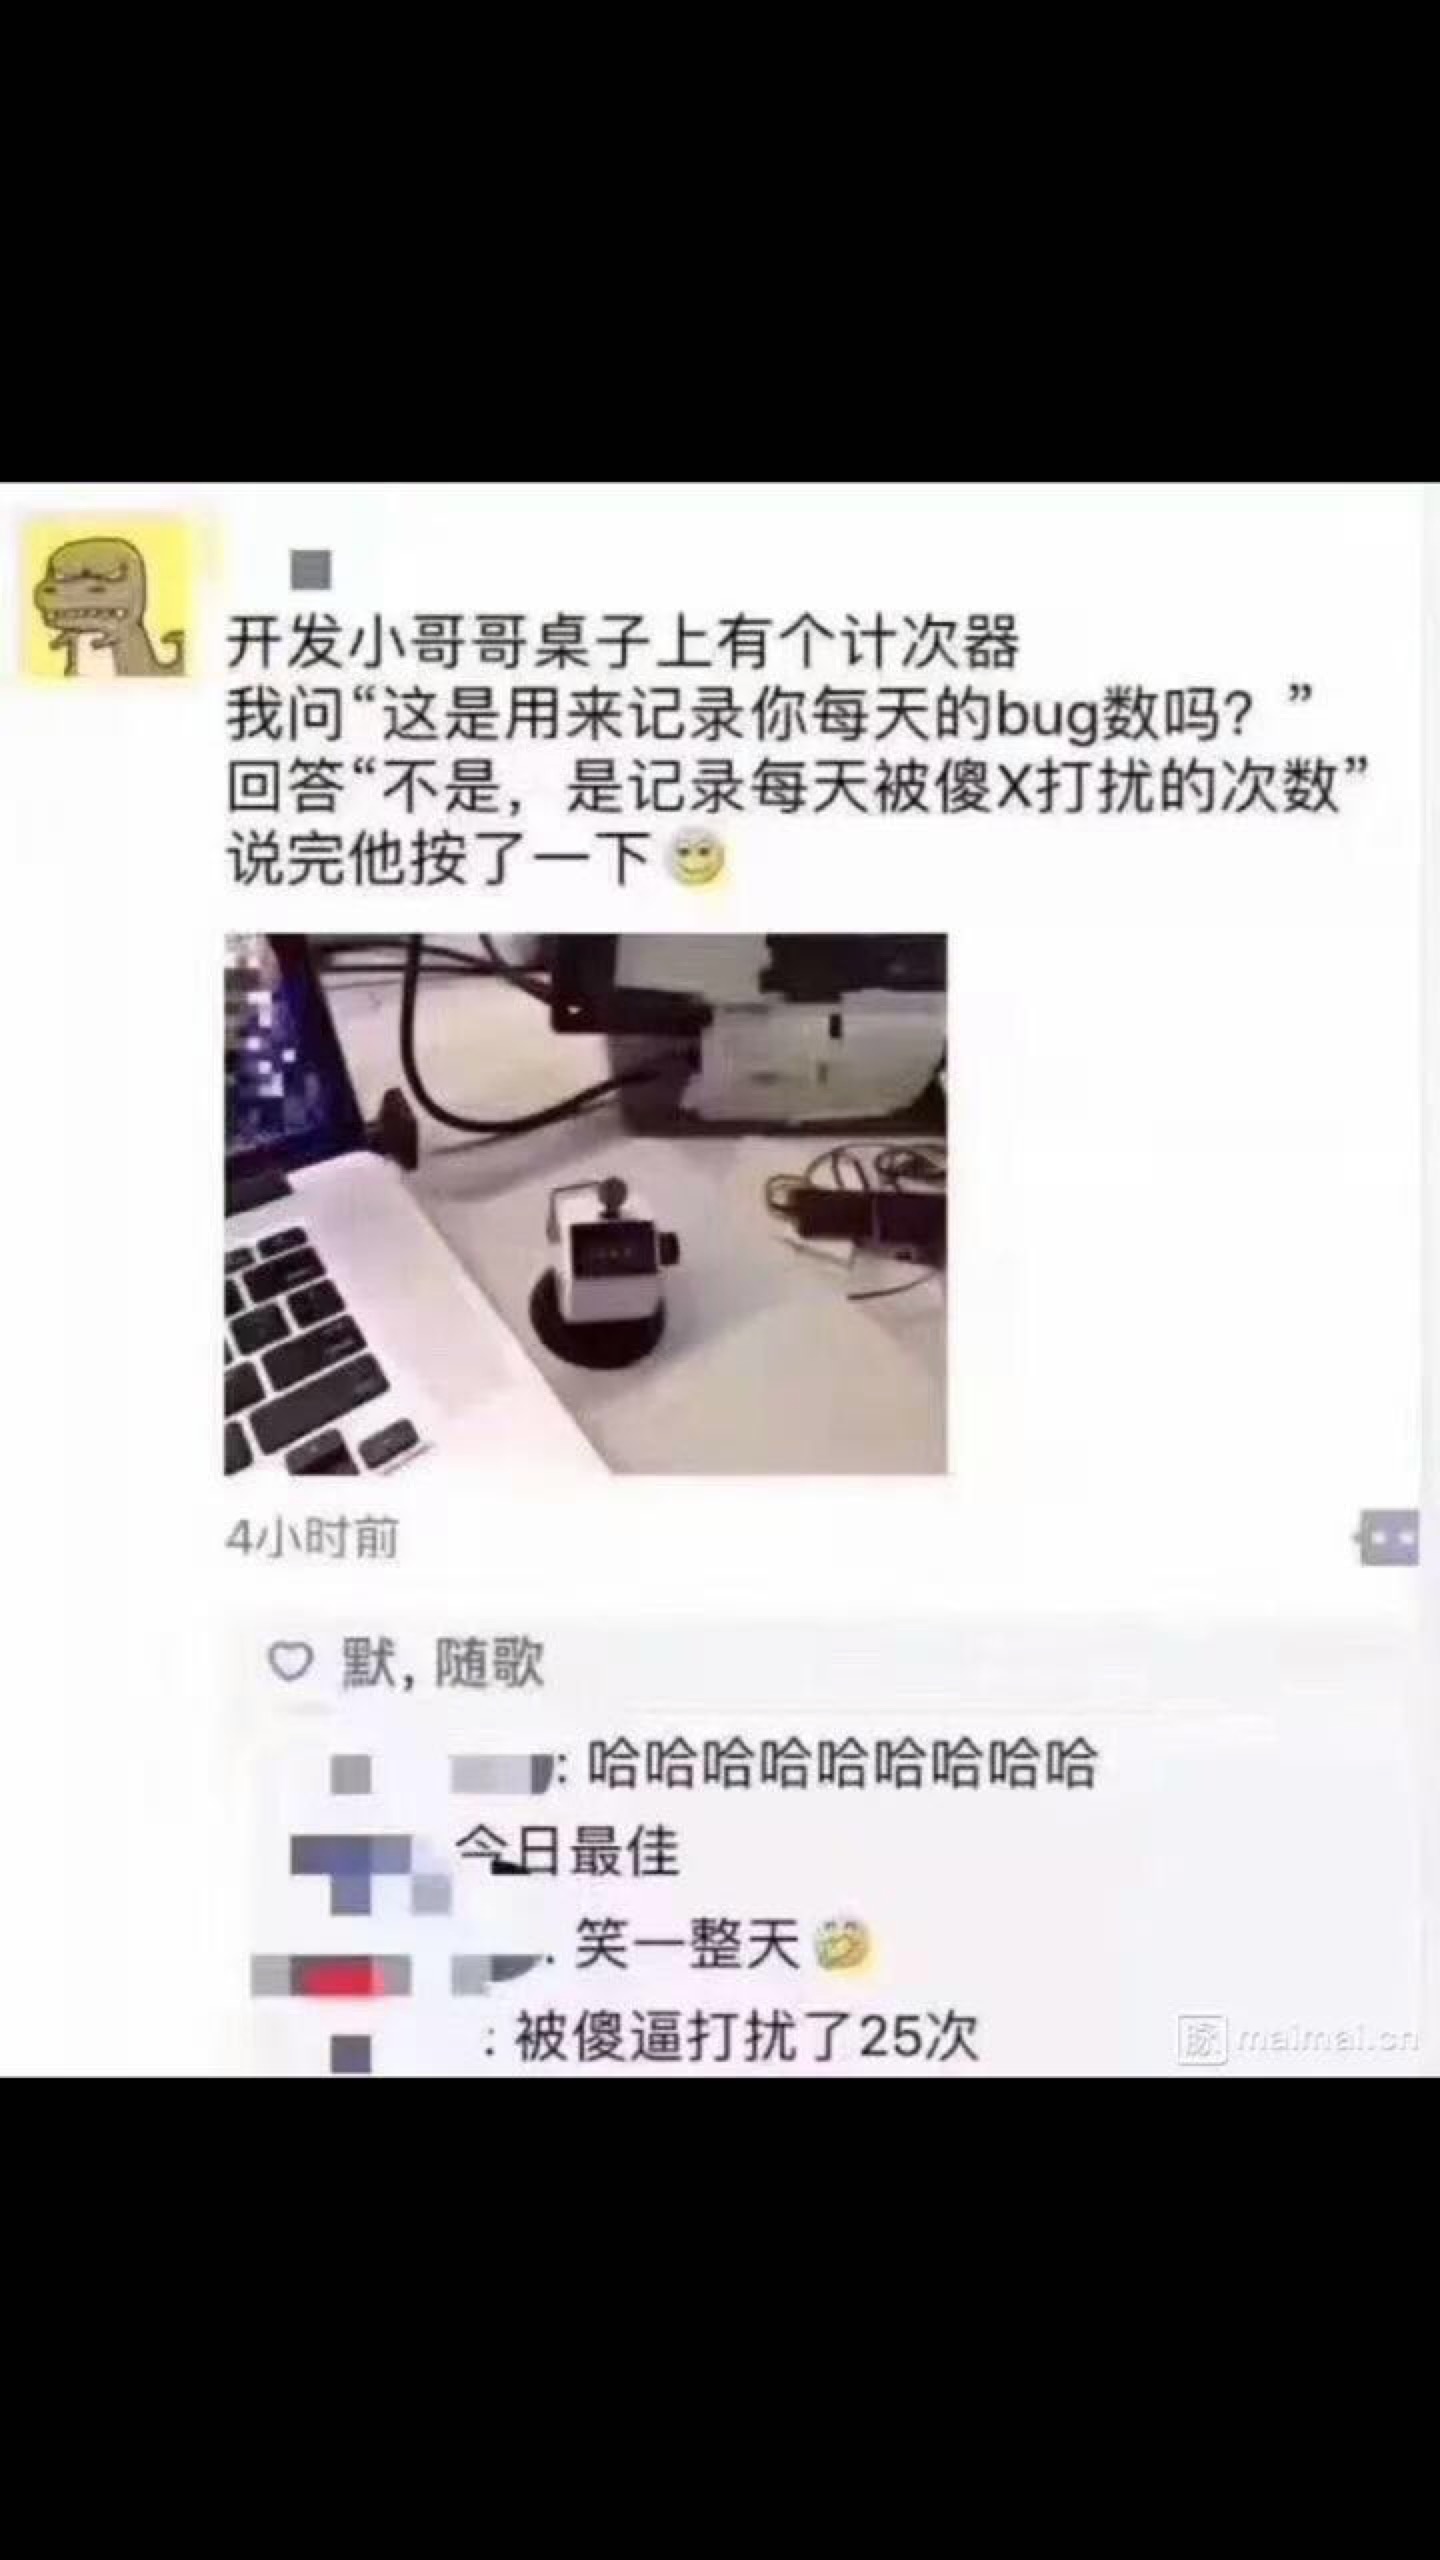 开发小哥哥桌子上有个计次器
我问“这是用来记录你每天的bug数吗？”
回答“不是，是记录每天被傻X打扰的次数”
说完他按了一下
4小时前
默, 随歌
: 哈哈哈哈哈哈哈哈哈
今日最佳
笑一整天
: 被傻逼打扰了25次
脉 maimai.cn